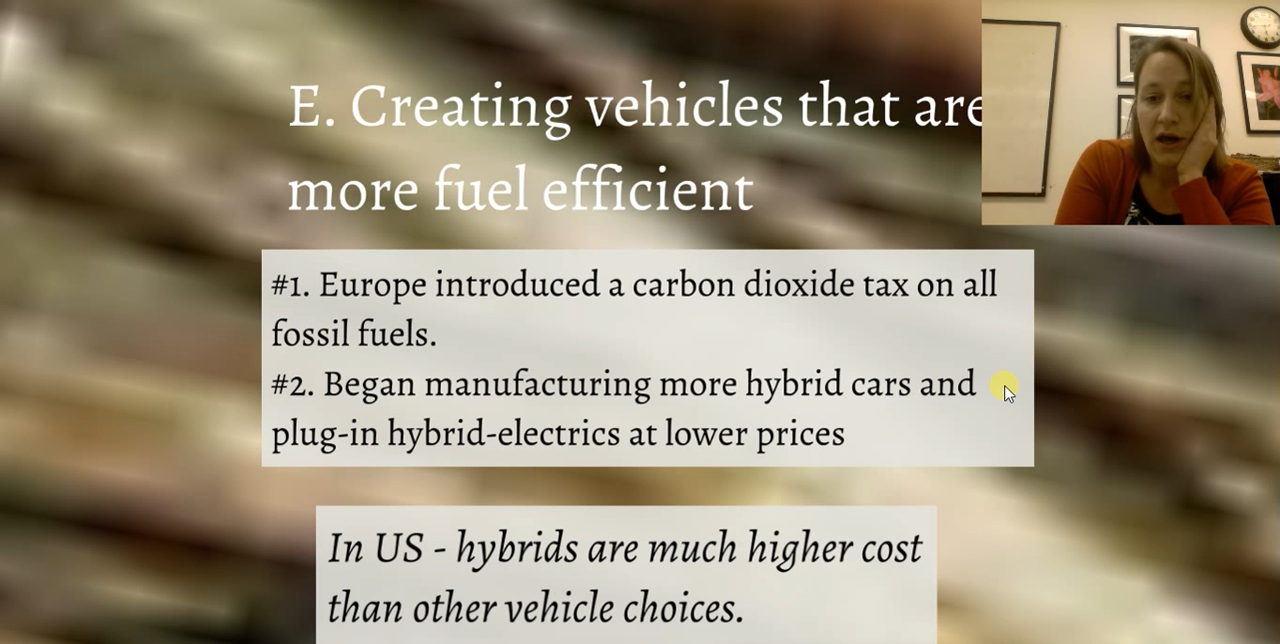 E. Creating vehicles that are
more fuel efficient
#1. Europe introduced a carbon dioxide tax on all
fossil fuels.
#2. Began manufacturing more hybrid cars and
plug-in hybrid-electrics at lower prices
In US - hybrids are much higher cost
than other vehicle choices.